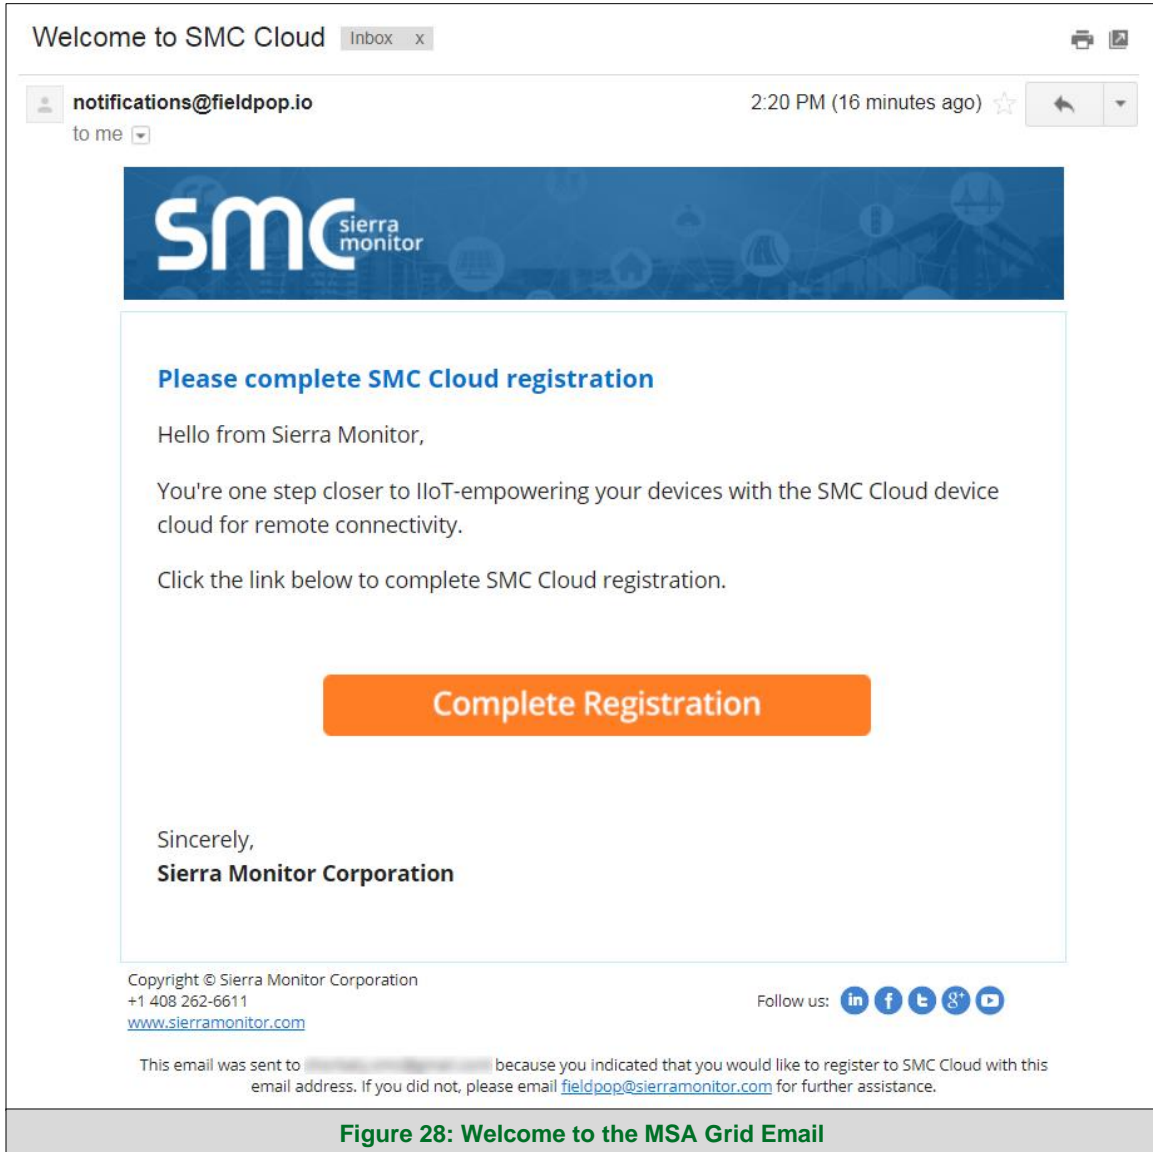 Welcome to SMC Cloud Inbox x
notifications@fieldpop.io 2:20 PM (16 minutes ago)
to me
smc sierra monitor
Please complete SMC Cloud registration
Hello from Sierra Monitor,
You're one step closer to IIoT-empowering your devices with the SMC Cloud device
cloud for remote connectivity.
Click the link below to complete SMC Cloud registration.
Complete Registration
Sincerely,
Sierra Monitor Corporation
Copyright © Sierra Monitor Corporation
+1 408 262-6611
www.sierramonitor.com
Follow us: in f t g+
This email was sent to because you indicated that you would like to register to SMC Cloud with this
email address. If you did not, please email fieldpop@sierramonitor.com for further assistance.
Figure 28: Welcome to the MSA Grid Email